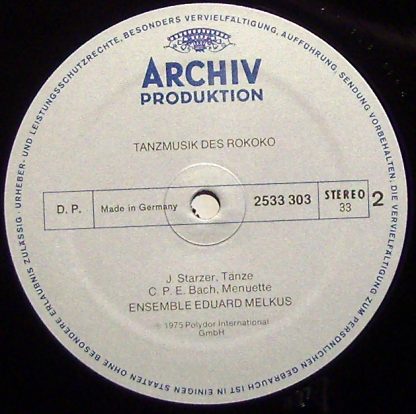 ARCHIV
PRODUKTION
TANZMUSIK DES ROKOKO
D. P.
Made in Germany
2533 303
STEREO
33
2
J. Starzer, Tänze
C. P. E. Bach, Menuette
ENSEMBLE EDUARD MELKUS
℗ 1975 Polydor International
GmbH
URHEBER- UND LEISTUNGSSCHUTZRECHTE, BESONDERS VERVIELFÄLTIGUNG, AUFFÜHRUNG, SENDUNG VORBEHALTEN. DIE VERVIELFÄLTIGUNG ZUM PERSÖNLICHEN GEBRAUCH IST IN EINIGEN STAATEN OHNE BESONDERE ERLAUBNIS ZULÄSSIG ·